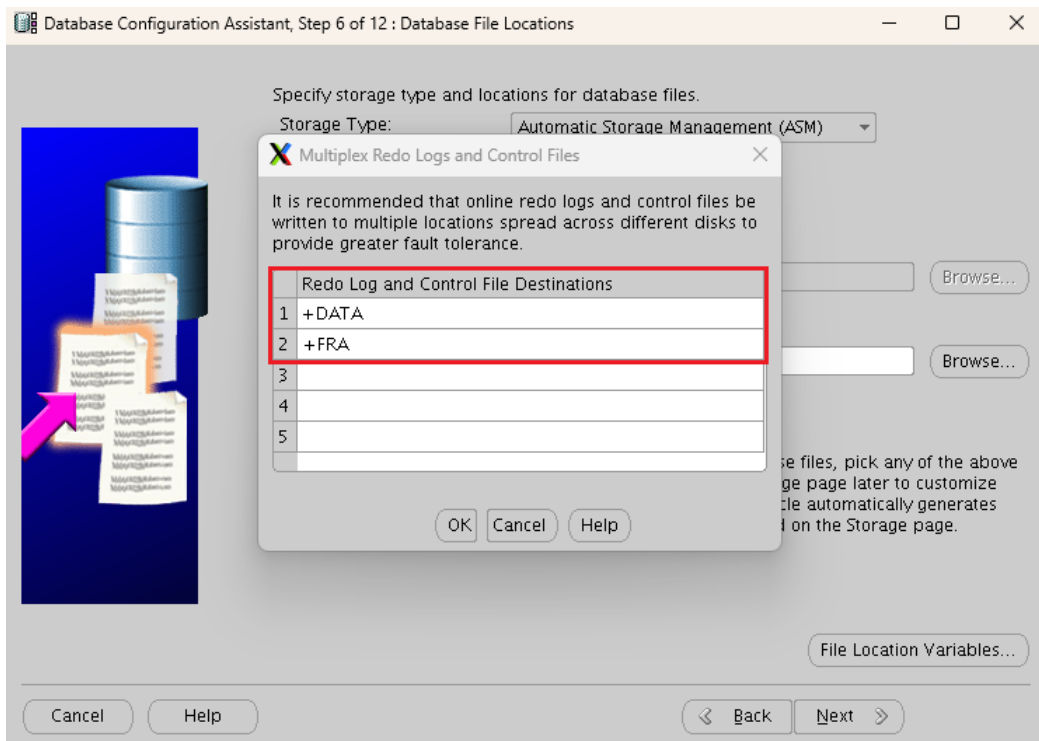 Database Configuration Assistant, Step 6 of 12 : Database File Locations
Specify storage type and locations for database files.
Storage Type:
Automatic Storage Management (ASM)
Multiplex Redo Logs and Control Files
It is recommended that online redo logs and control files be
written to multiple locations spread across different disks to
provide greater fault tolerance.
Redo Log and Control File Destinations
1 +DATA
2 +FRA
3
4
5
Browse...
Browse...
files, pick any of the above
page later to customize
automatically generates
on the Storage page.
OK Cancel Help
File Location Variables...
Cancel Help Back Next